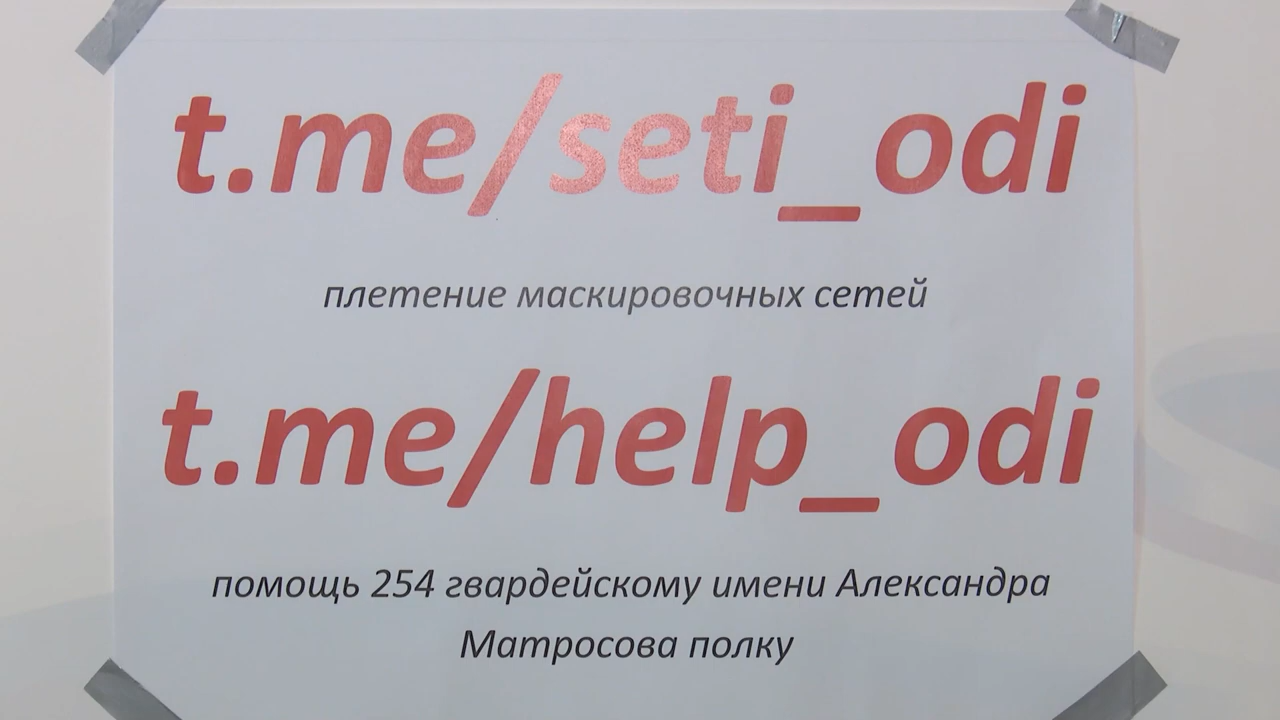 t.me/seti_odi
плетение маскировочных сетей
t.me/help_odi
помощь 254 гвардейскому имени Александра
Матросова полку